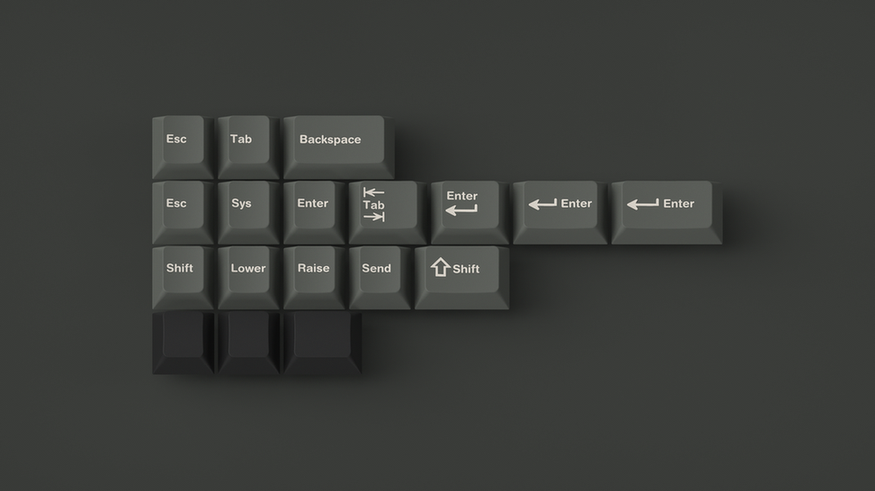 Esc
Tab
Backspace
Esc
Sys
Enter
Tab
Enter
Enter
Enter
Shift
Lower
Raise
Send
Shift